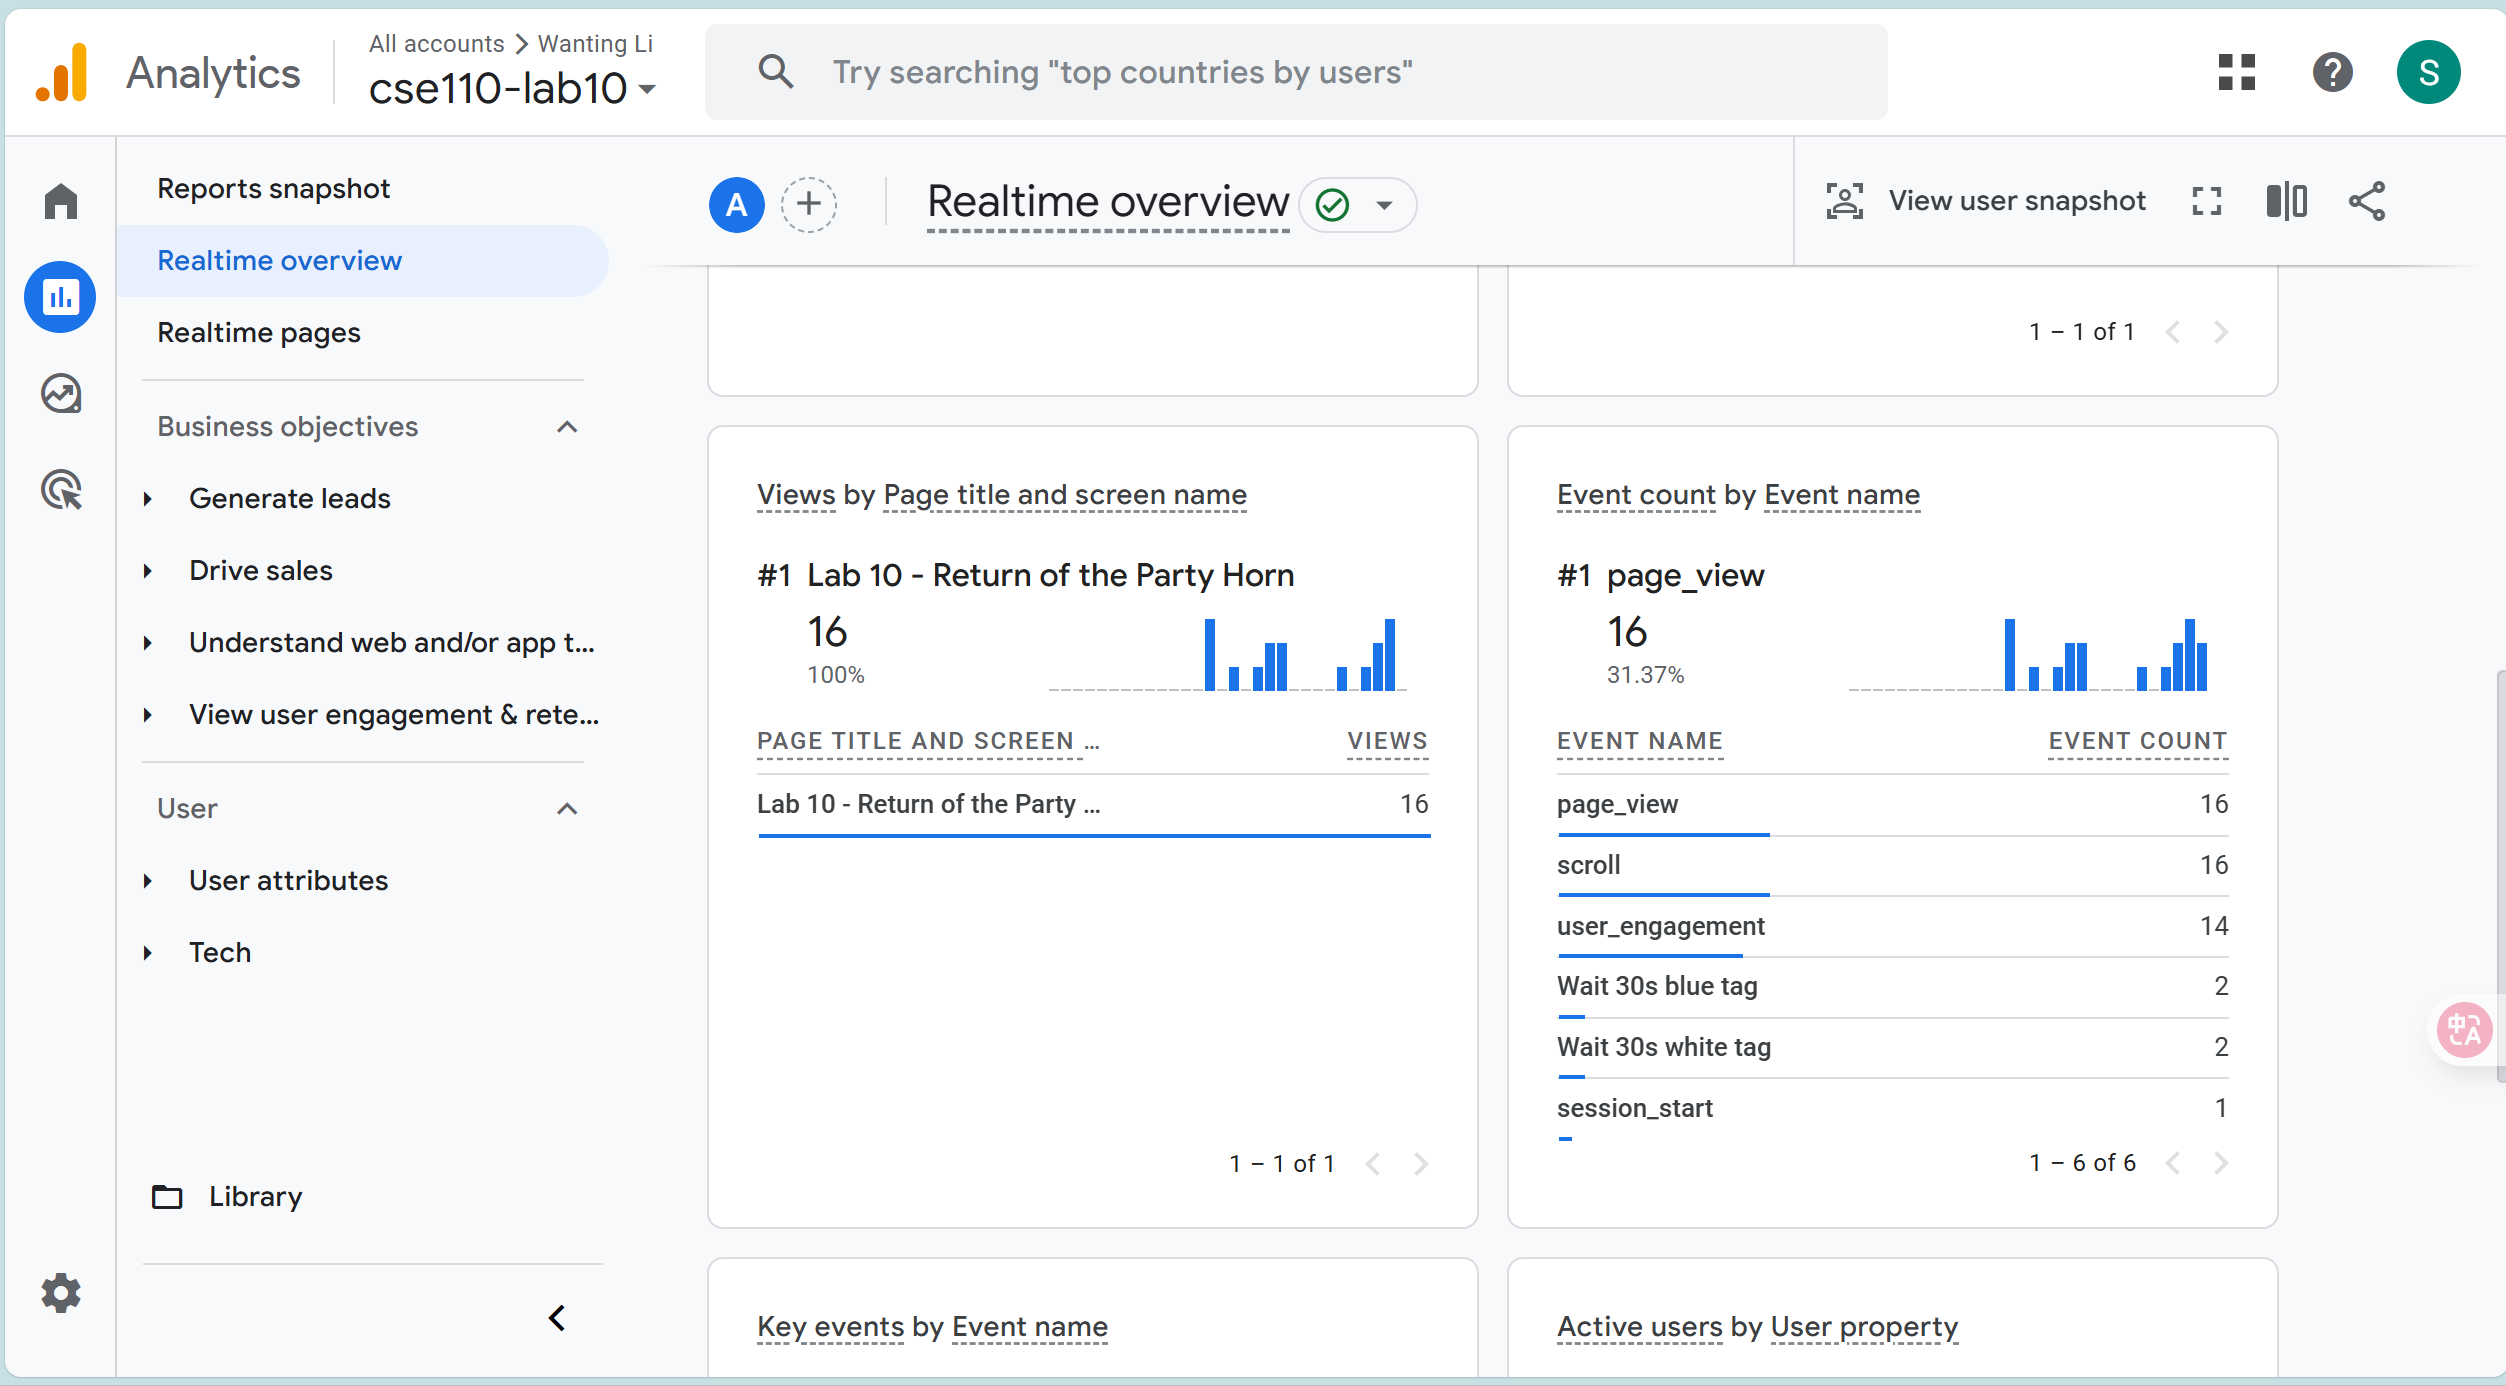 Analytics
All accounts > Wanting Li
cse110-lab10
Try searching "top countries by users"
?
S
Reports snapshot
Realtime overview
Realtime pages
Business objectives
Generate leads
Drive sales
Understand web and/or app t...
View user engagement & rete...
User
User attributes
Tech
Library
A
Realtime overview
View user snapshot
1 – 1 of 1
Views by Page title and screen name
#1 Lab 10 - Return of the Party Horn
16
100%
PAGE TITLE AND SCREEN ... VIEWS
Lab 10 - Return of the Party ... 16
1 – 1 of 1
Event count by Event name
#1 page_view
16
31.37%
EVENT NAME EVENT COUNT
page_view 16
scroll 16
user_engagement 14
Wait 30s blue tag 2
Wait 30s white tag 2
session_start 1
1 – 6 of 6
Key events by Event name
Active users by User property
中A